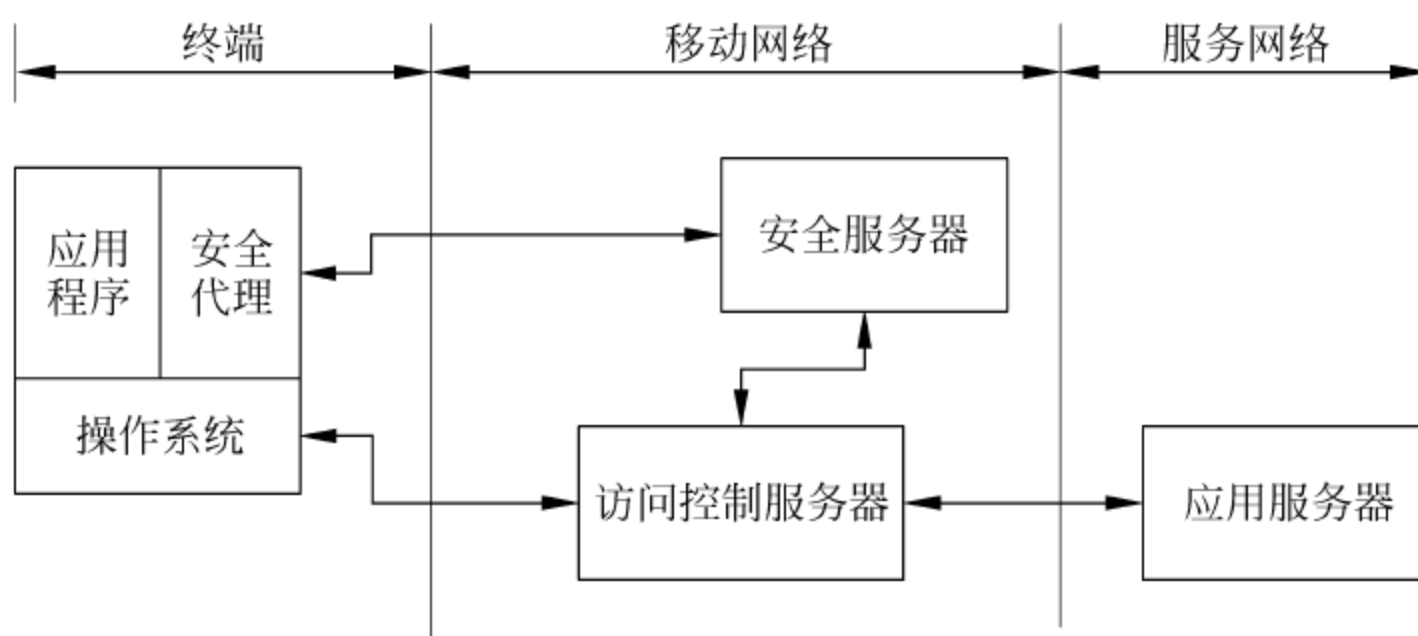 终端
移动网络
服务网络
应用
程序
安全
代理
安全服务器
操作系统
访问控制服务器
应用服务器